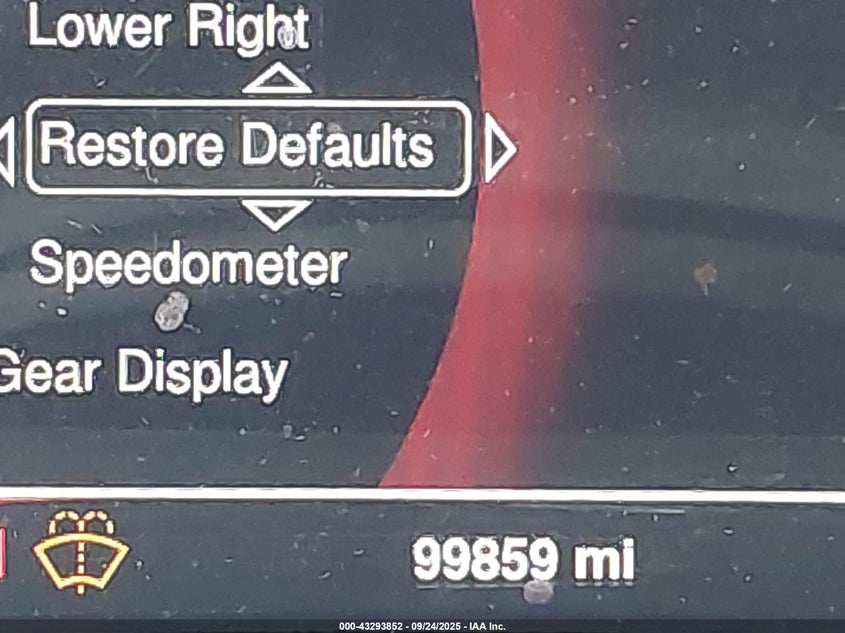 Lower Right
Restore Defaults
Speedometer
Gear Display
99859 mi
000-43293852 - 09/24/2025 - IAA Inc.